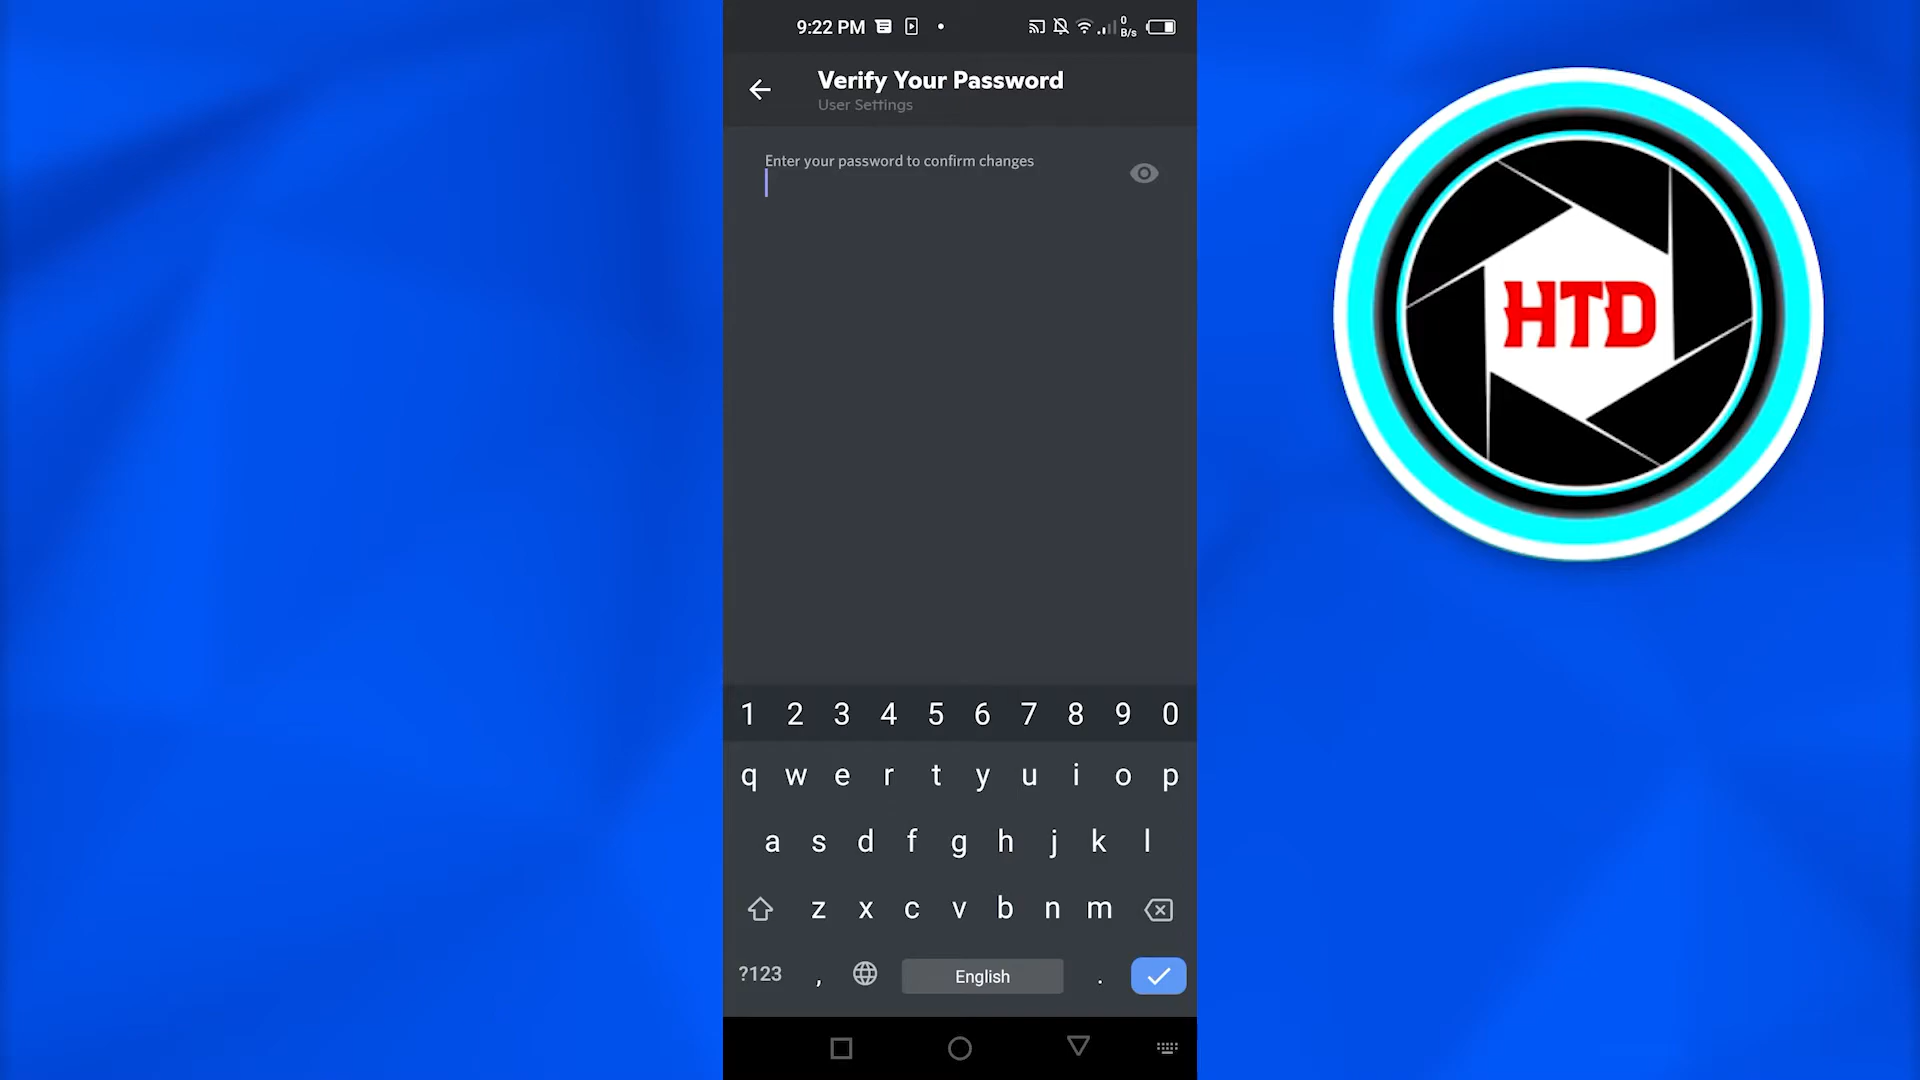 9:22 PM
0
B/s
Verify Your Password
User Settings
Enter your password to confirm changes
HTD
1 2 3 4 5 6 7 8 9 0
q w e r t y u i o p
a s d f g h j k l
z x c v b n m
?123 , English .